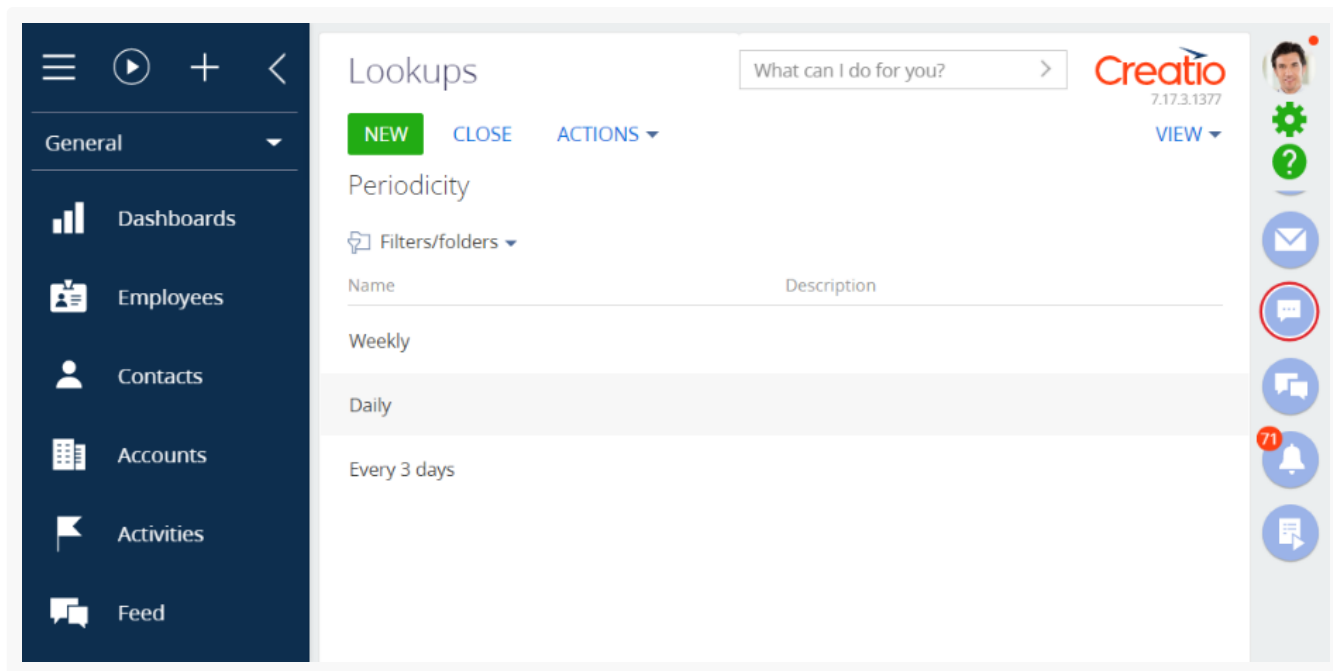 General
Dashboards
Employees
Contacts
Accounts
Activities
Feed
Lookups
What can I do for you?
Creatio
7.17.3.1377
NEW CLOSE ACTIONS
VIEW
Periodicity
Filters/folders
Name Description
Weekly
Daily
Every 3 days
?
71